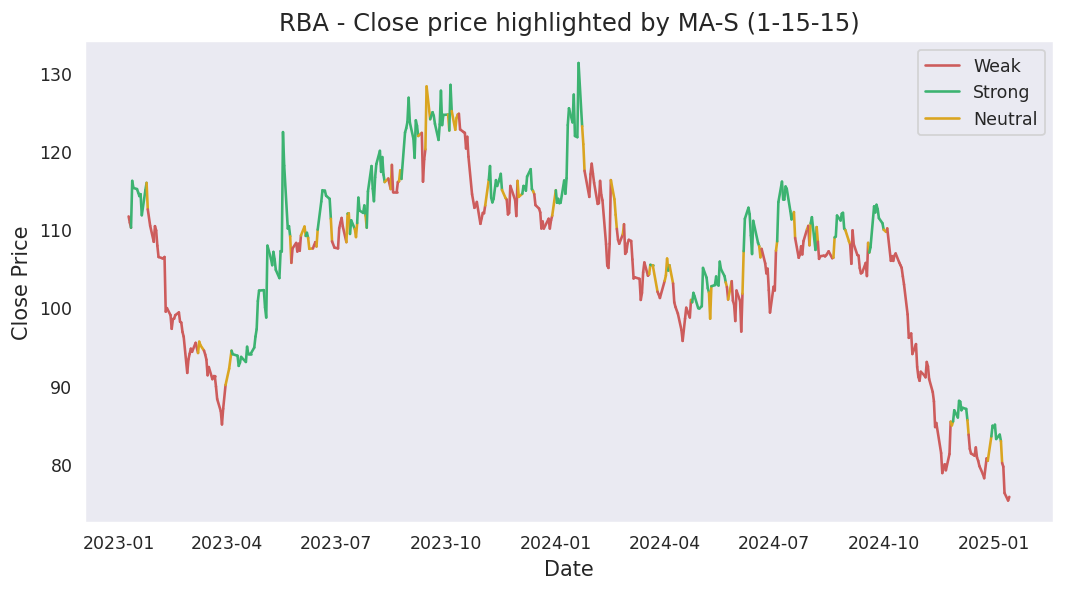 RBA - Close price highlighted by MA-S (1-15-15)
Weak
Strong
Neutral
Close Price
130
120
110
100
90
80
2023-01 2023-04 2023-07 2023-10 2024-01 2024-04 2024-07 2024-10 2025-01
Date